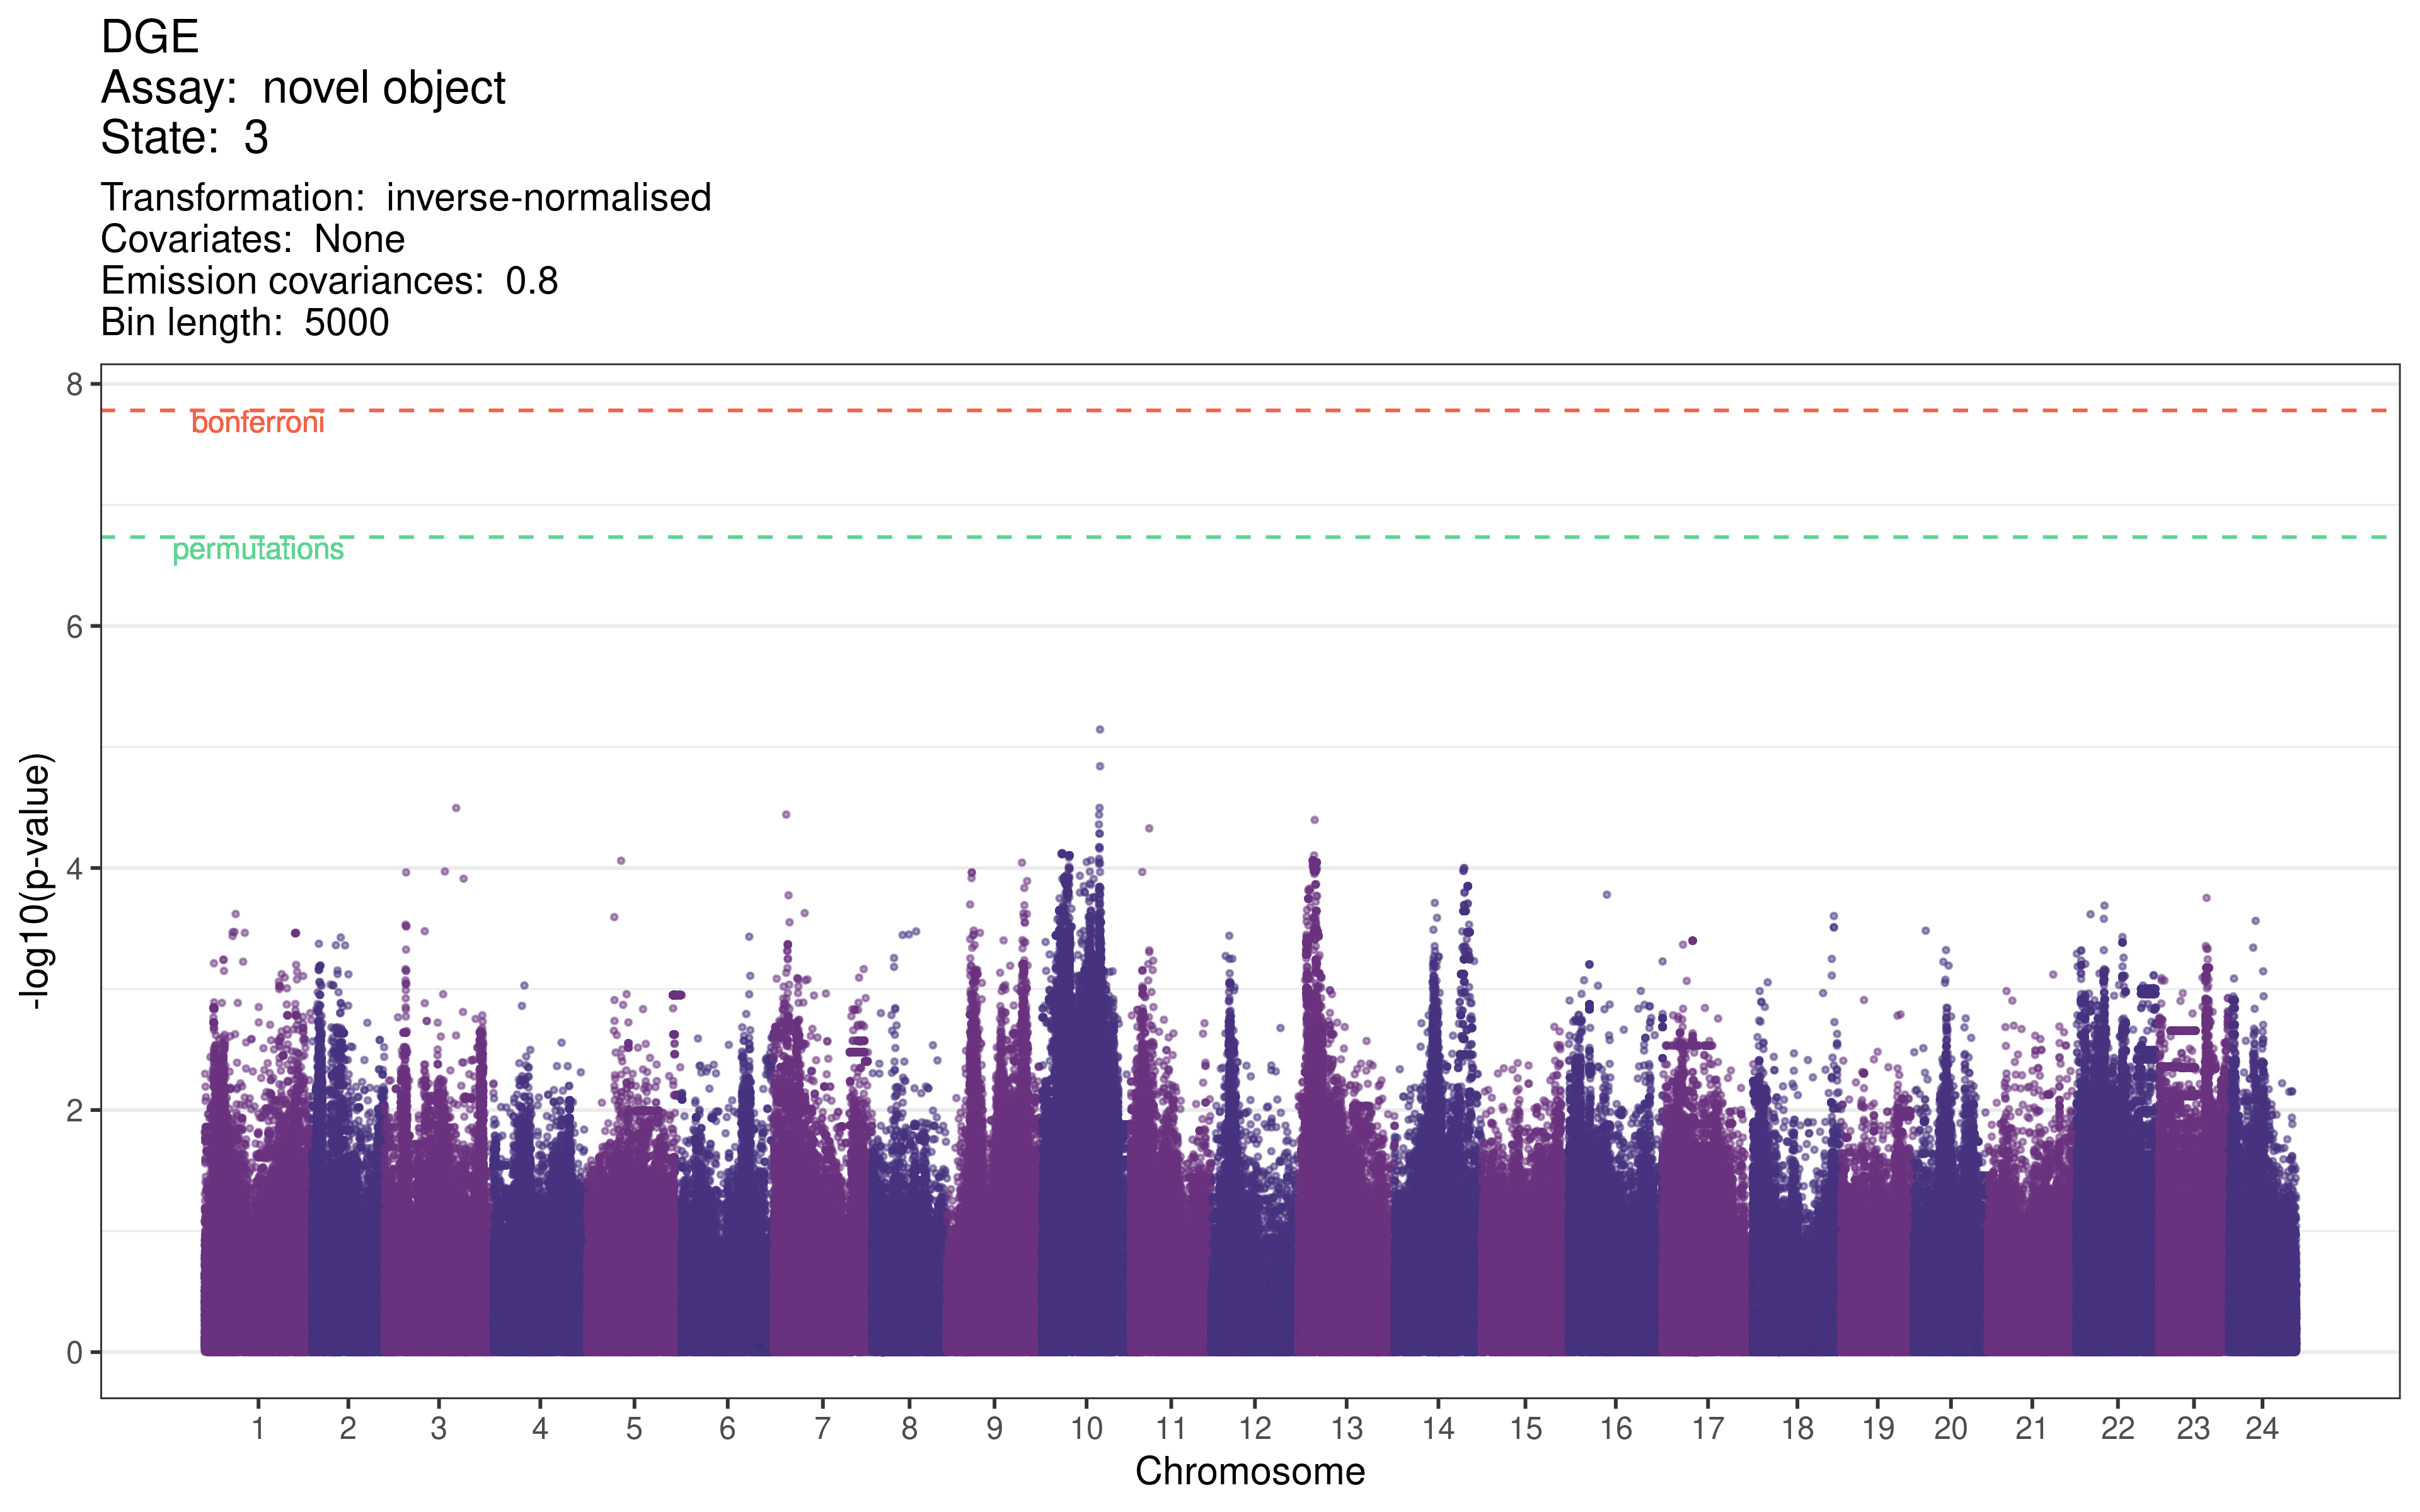 DGE
Assay:  novel object
State:  3
Transformation:  inverse-normalised
Covariates:  None
Emission covariances:  0.8
Bin length:  5000
8
bonferroni
permutations
6
4
2
0
-log10(p-value)
1 2 3 4 5 6 7 8 9 10 11 12 13 14 15 16 17 18 19 20 21 22 23 24
Chromosome